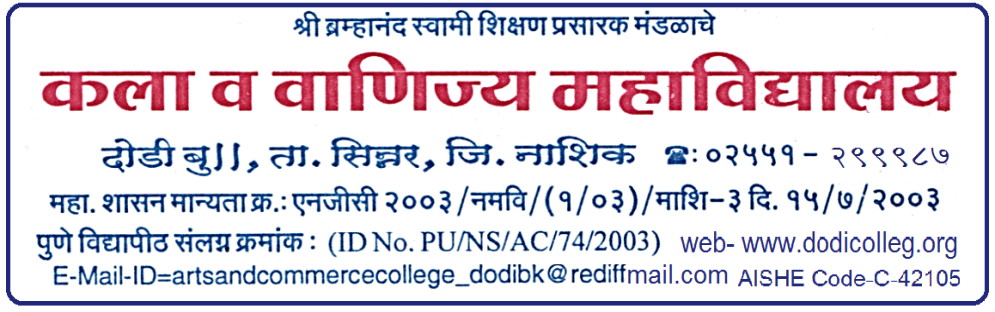 श्री ब्रम्हानंद स्वामी शिक्षण प्रसारक मंडळाचे
कला व वाणिज्य महाविद्यालय
दोडी बु||, ता. सिन्नर, जि. नाशिक ☎: ०२५५१ - २९९९८७
महा. शासन मान्यता क्र.: एनजीसी २००३/नमवि/(१/०३)/माशि-३ दि. १५/७/२००३
पुणे विद्यापीठ संलग्न क्रमांक : (ID No. PU/NS/AC/74/2003) web- www.dodicolleg.org
E-Mail-ID=artsandcommercecollege_dodibk@rediffmail.com AISHE Code-C-42105